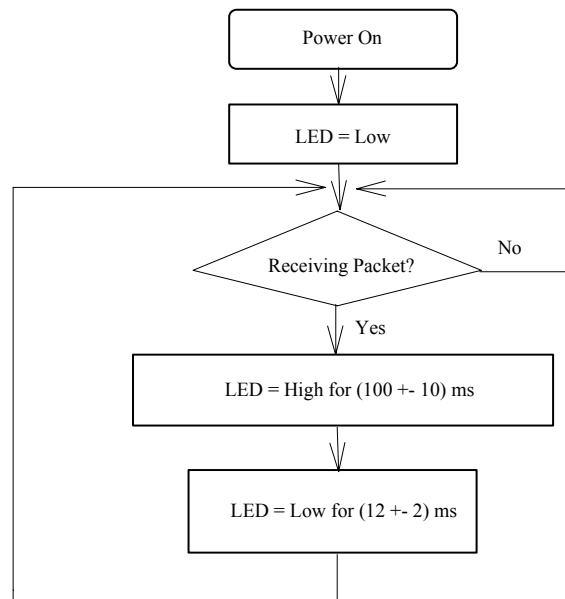 Power On
LED = Low
Receiving Packet?
No
Yes
LED = High for (100 +- 10) ms
LED = Low for (12 +- 2) ms